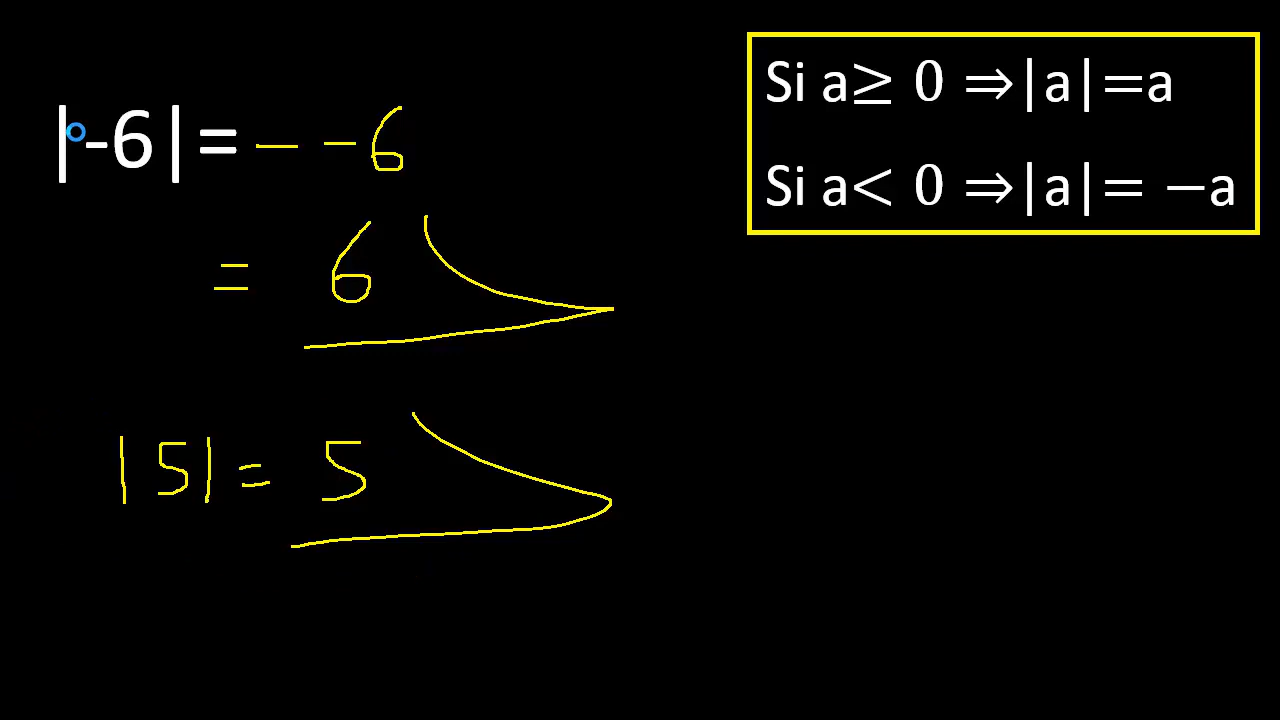 |-6|= - -6
= 6
|5| = 5
Si a≥ 0 ⇒|a|=a
Si a< 0 ⇒|a|= −a